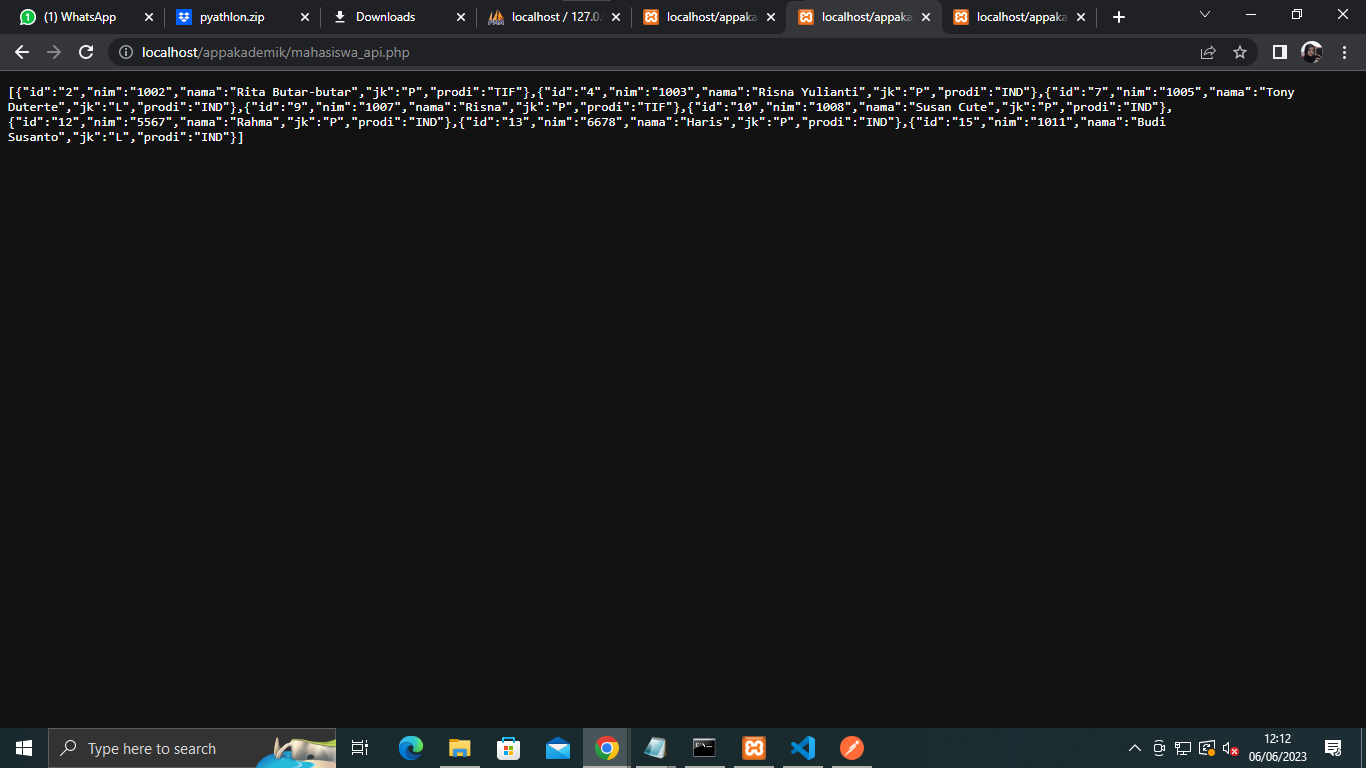 (1) WhatsApp
pyathlon.zip
Downloads
localhost / 127.0.
localhost/appaka
localhost/appaka
localhost/appaka
localhost/appakademik/mahasiswa_api.php
[{"id":"2","nim":"1002","nama":"Rita Butar-butar","jk":"P","prodi":"TIF"},{"id":"4","nim":"1003","nama":"Risna Yulianti","jk":"P","prodi":"IND"},{"id":"7","nim":"1005","nama":"Tony
Duterte","jk":"L","prodi":"IND"},{"id":"9","nim":"1007","nama":"Risna","jk":"P","prodi":"TIF"},{"id":"10","nim":"1008","nama":"Susan Cute","jk":"P","prodi":"IND"},
{"id":"12","nim":"5567","nama":"Rahma","jk":"P","prodi":"IND"},{"id":"13","nim":"6678","nama":"Haris","jk":"P","prodi":"IND"},{"id":"15","nim":"1011","nama":"Budi
Susanto","jk":"L","prodi":"IND"}]
Type here to search
12:12
06/06/2023